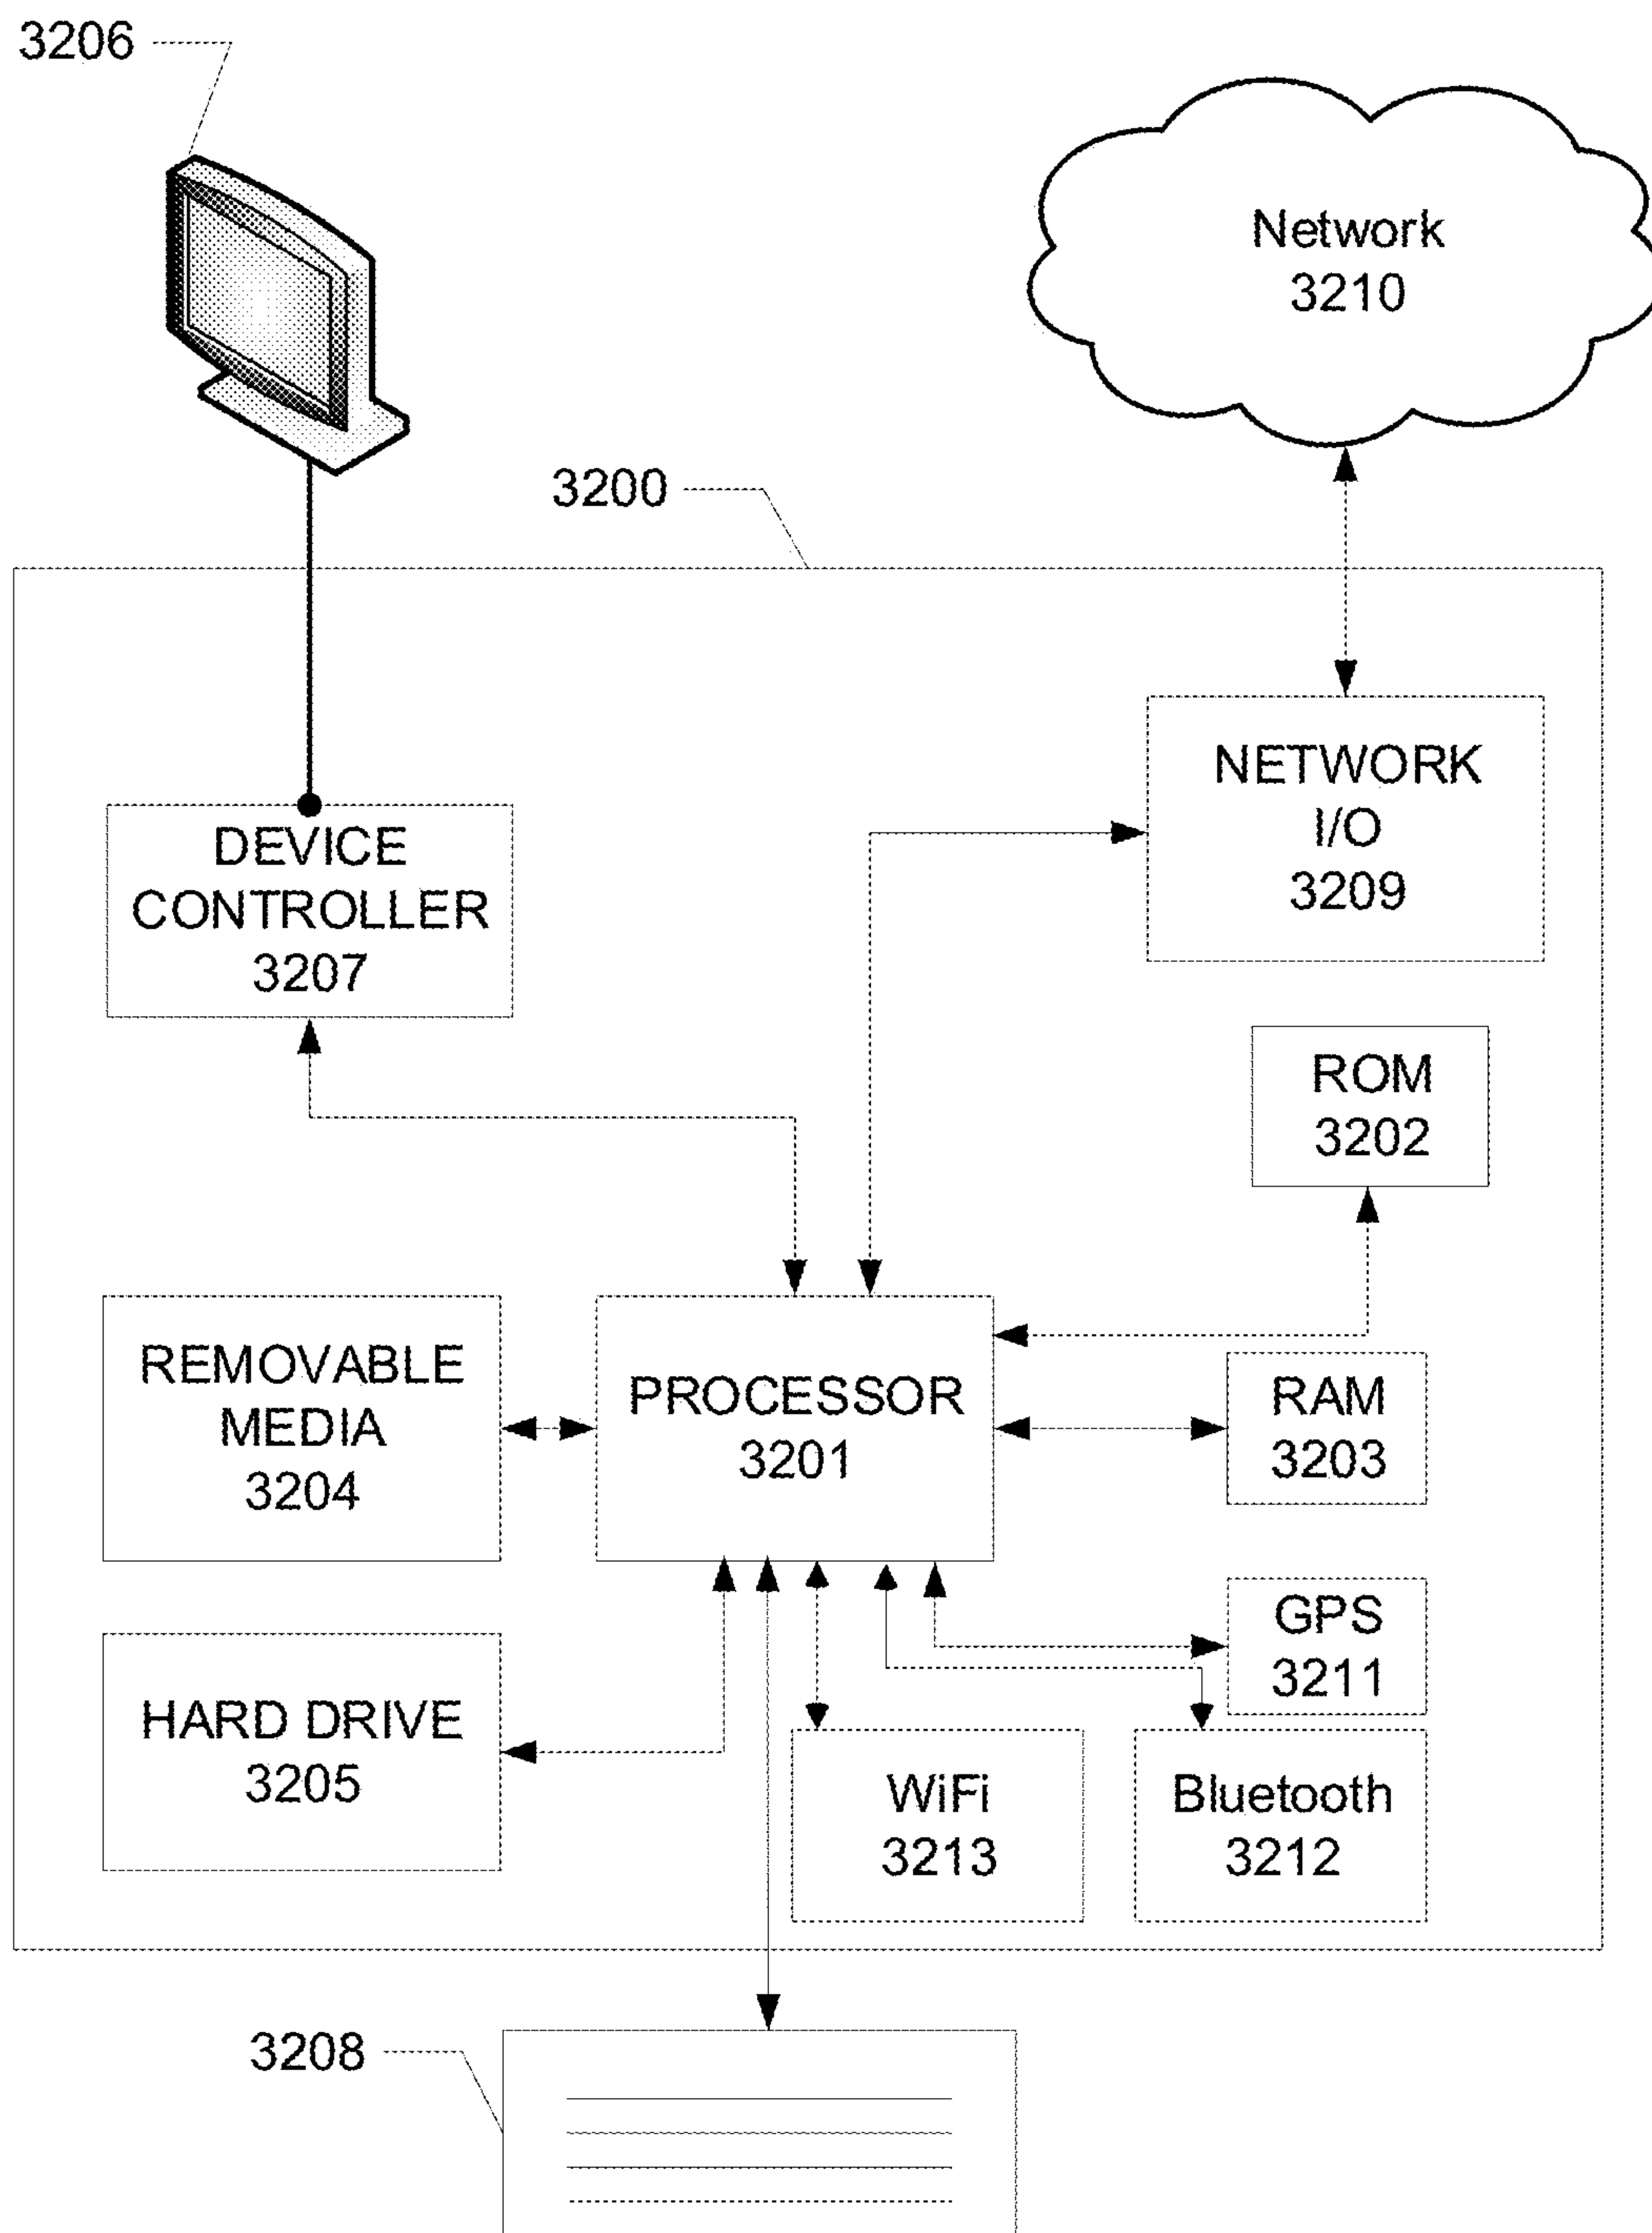 3206
Network
3210
3200
NETWORK
I/O
3209
DEVICE
CONTROLLER
3207
ROM
3202
REMOVABLE
MEDIA
3204
PROCESSOR
3201
RAM
3203
GPS
3211
HARD DRIVE
3205
WiFi
3213
Bluetooth
3212
3208